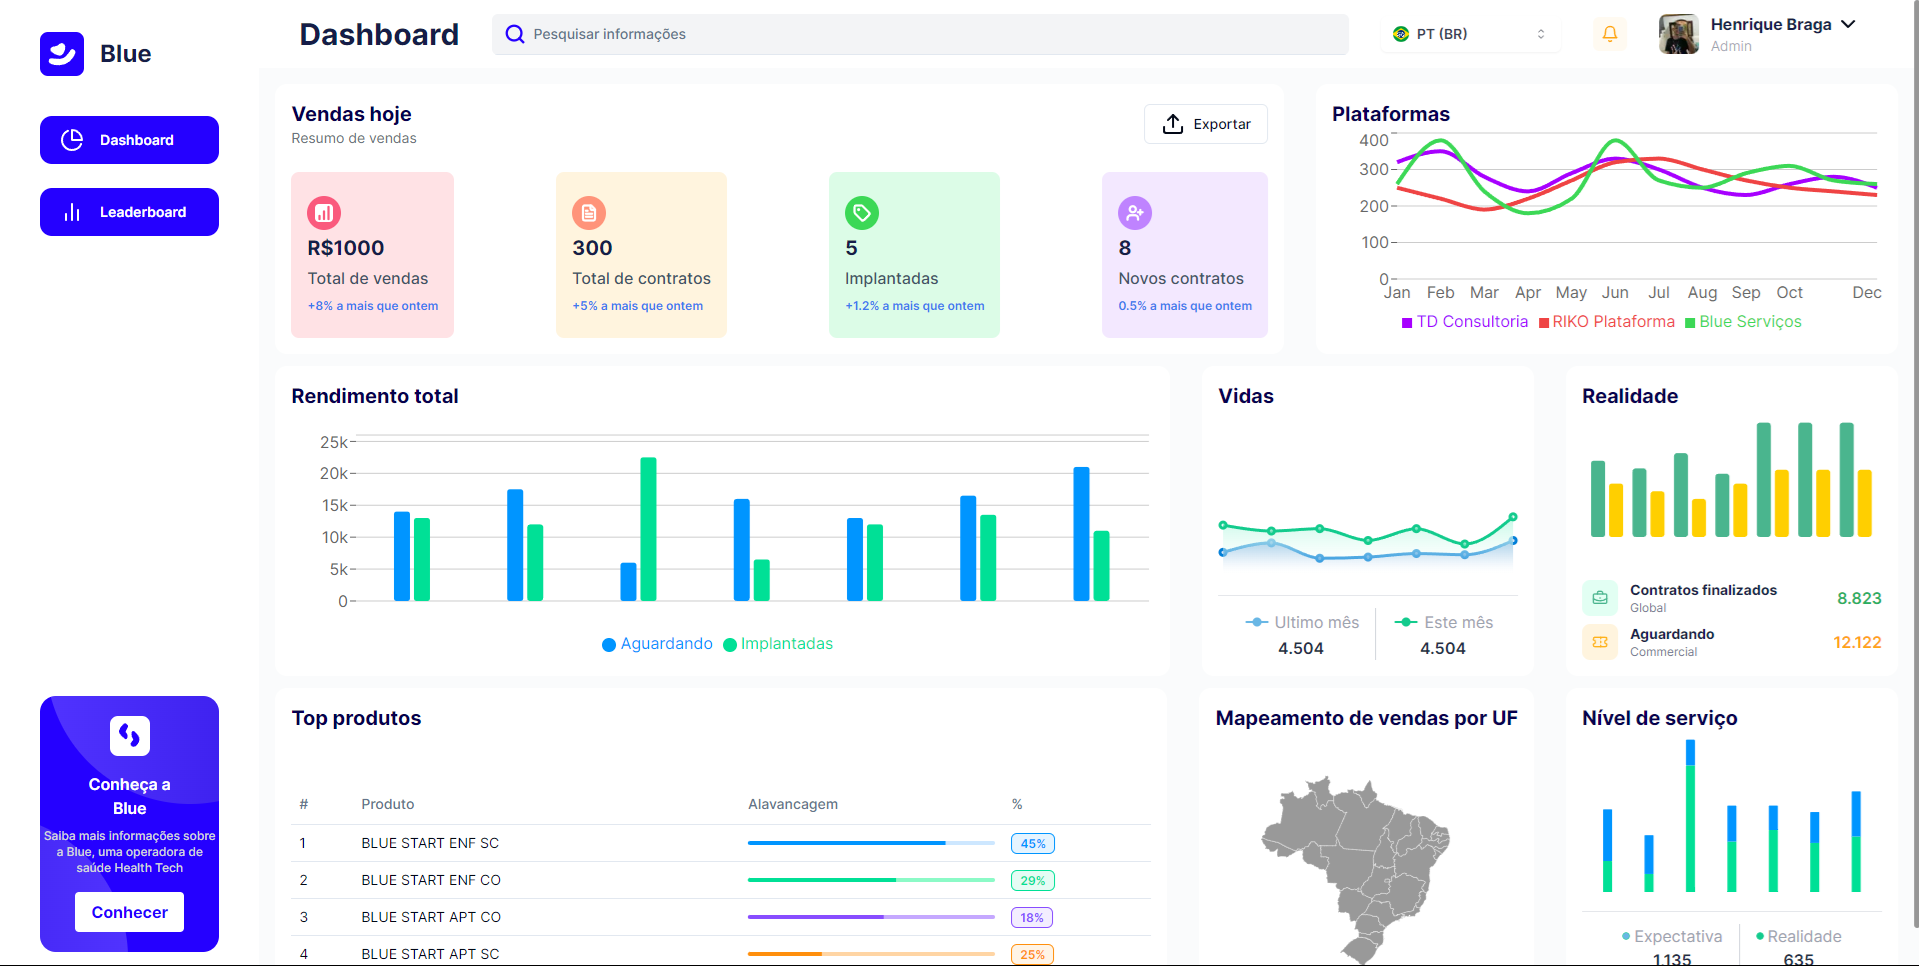 Blue
Dashboard
Leaderboard
Conheça a
Blue
Saiba mais informações sobre
a Blue, uma operadora de
saúde Health Tech
Conhecer
Dashboard
Pesquisar informações
PT (BR)
Henrique Braga
Admin
Vendas hoje
Resumo de vendas
Exportar
R$1000
Total de vendas
+8% a mais que ontem
300
Total de contratos
+5% a mais que ontem
5
Implantadas
+1.2% a mais que ontem
8
Novos contratos
0.5% a mais que ontem
Plataformas
400
300
200
100
0
Jan Feb Mar Apr May Jun Jul Aug Sep Oct Dec
TD Consultoria RIKO Plataforma Blue Serviços
Rendimento total
25k
20k
15k
10k
5k
0
Aguardando Implantadas
Vidas
Ultimo mês Este mês
4.504 4.504
Realidade
Contratos finalizados 8.823
Global
Aguardando 12.122
Commercial
Top produtos
# Produto Alavancagem %
1 BLUE START ENF SC 45%
2 BLUE START ENF CO 29%
3 BLUE START APT CO 18%
4 BLUE START APT SC 25%
Mapeamento de vendas por UF
Nível de serviço
Expectativa Realidade
1.135 635